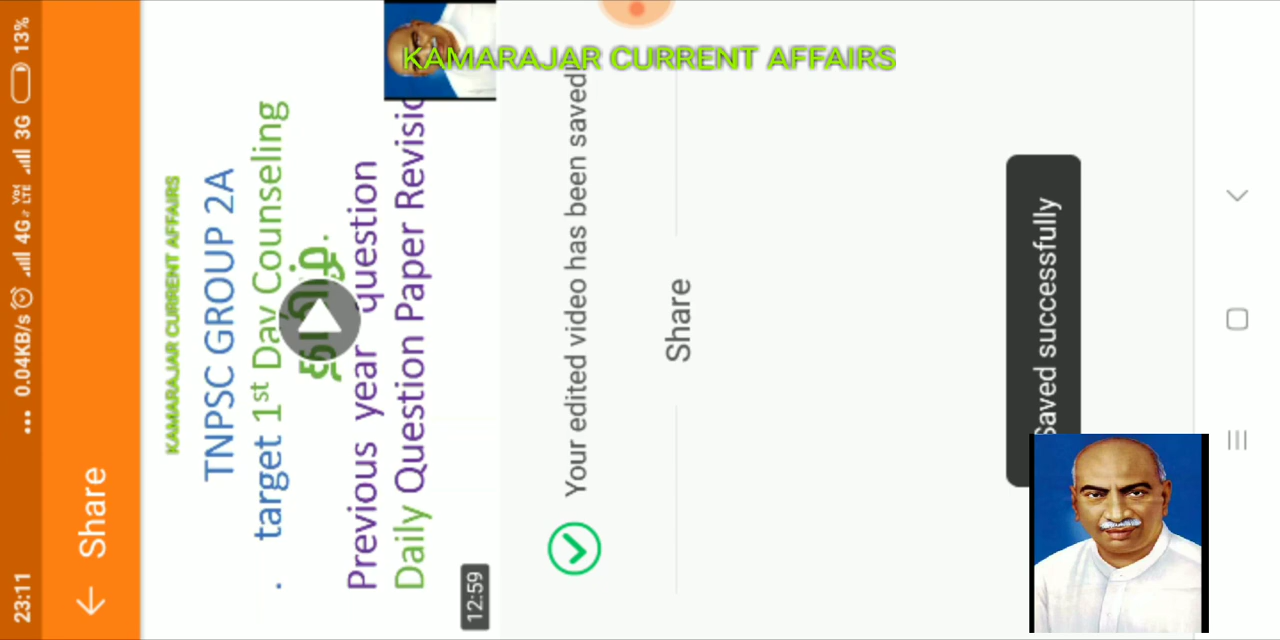 KAMARAJAR CURRENT AFFAIRS
23:11
0.04KB/s 4G VoLTE 3G 13%
Share
KAMARAJAR CURRENT AFFAIRS
TNPSC GROUP 2A
. target 1st Day Counseling
தமிழ்.
Previous year question
Daily Question Paper Revisio
12:59
Your edited video has been saved!
Share
Saved successfully